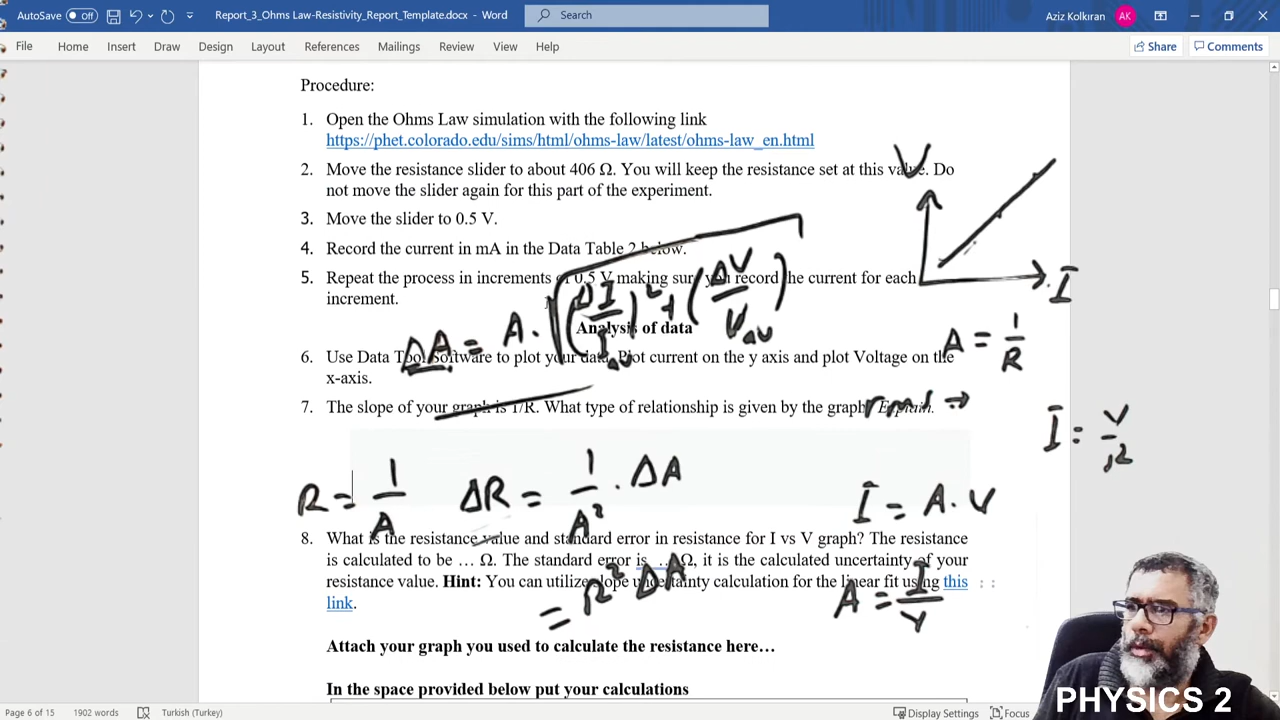 AutoSave Off Report_3_Ohms Law-Resistivity_Report_Template.docx - Word Search Aziz Kolkıran AK
File Home Insert Draw Design Layout References Mailings Review View Help Share Comments
Procedure:
1. Open the Ohms Law simulation with the following link
https://phet.colorado.edu/sims/html/ohms-law/latest/ohms-law_en.html
2. Move the resistance slider to about 406 Ω. You will keep the resistance set at this value. Do
not move the slider again for this part of the experiment.
V
3. Move the slider to 0.5 V.
4. Record the current in mA in the Data Table 2 below.
5. Repeat the process in increments of 0.5 V making sure you record the current for each
increment.
I
Analysis of data
ΔA = A · √((ΔI/I_av)² + (ΔV/V_av)
A = 1/R
6. Use Data Tool Software to plot your data. Plot current on the y axis and plot Voltage on the
x-axis.
7. The slope of your graph is 1/R. What type of relationship is given by the graph Explain.
I = V/R
R = 1/A ΔR = 1/A² · ΔA I = A · V
8. What is the resistance value and standard error in resistance for I vs V graph? The resistance
is calculated to be … Ω. The standard error is … Ω, it is the calculated uncertainty of your
resistance value. Hint: You can utilize slope uncertainty calculation for the linear fit using this
link.
= R² ΔA A = I/V
Attach your graph you used to calculate the resistance here…
In the space provided below put your calculations
PHYSICS 2
Page 6 of 15 1902 words Turkish (Turkey) Display Settings Focus